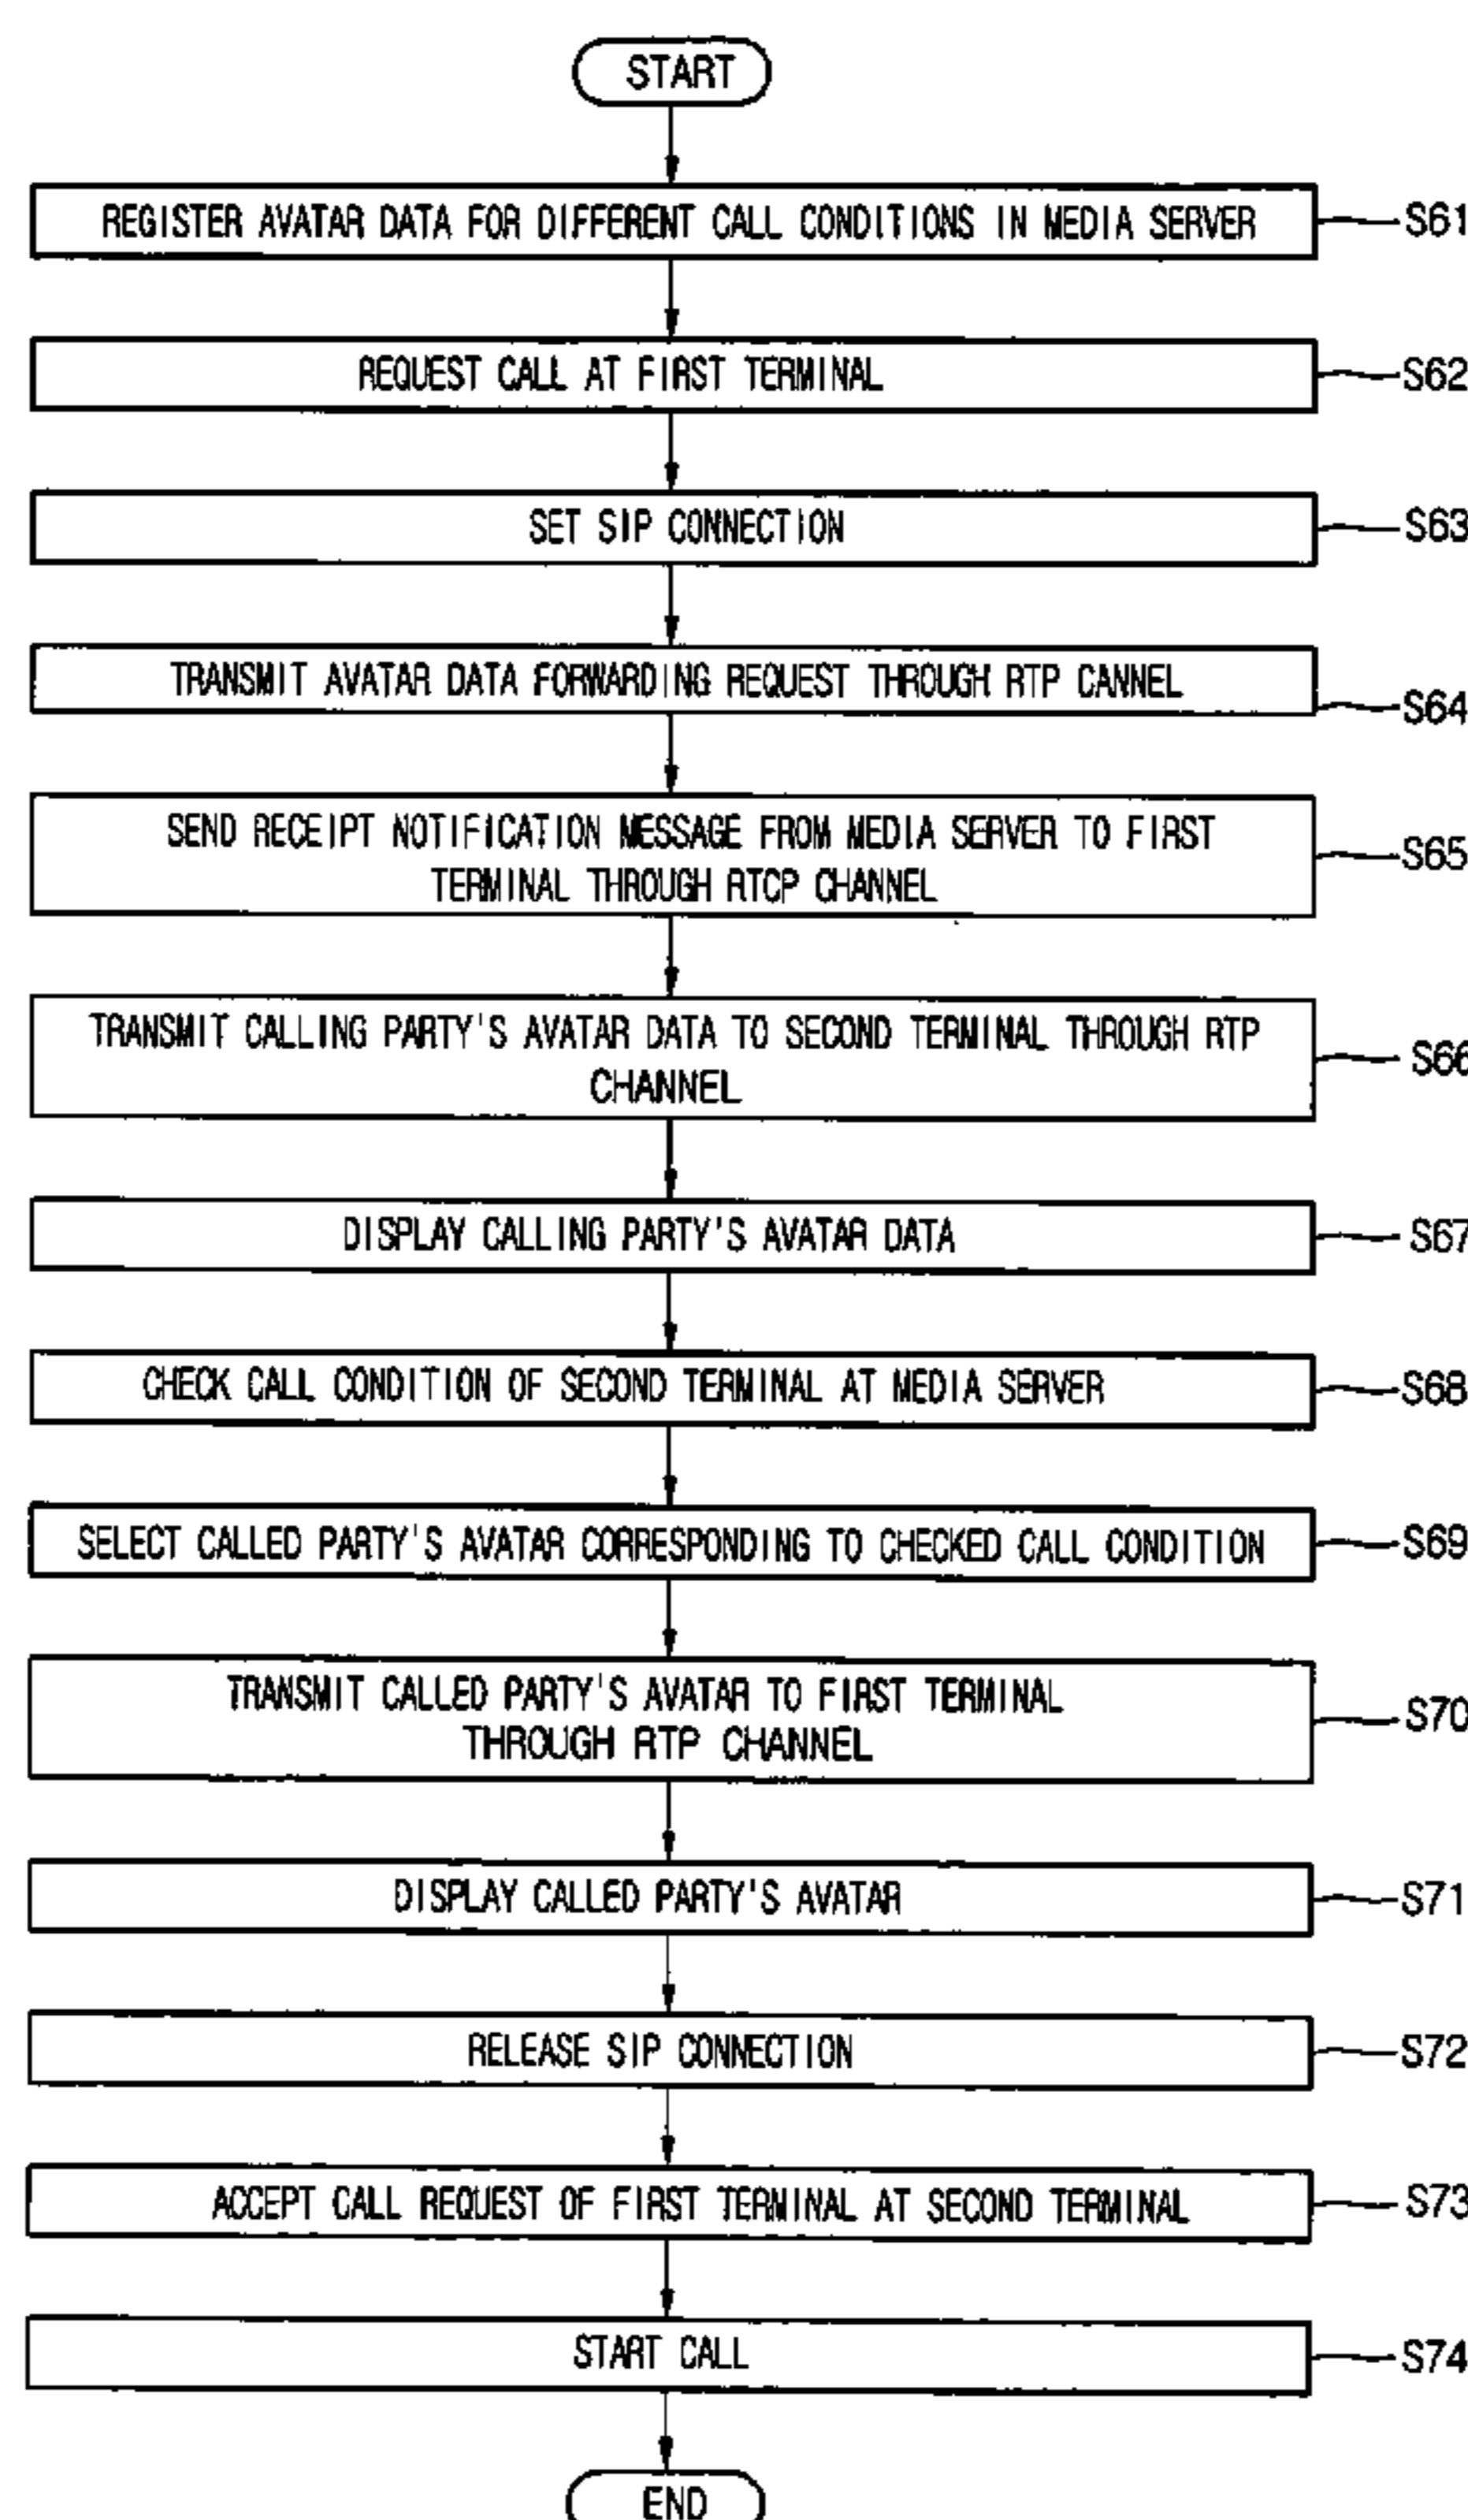 START
REGISTER AVATAR DATA FOR DIFFERENT CALL CONDITIONS IN MEDIA SERVER
S61
REQUEST CALL AT FIRST TERMINAL
S62
SET SIP CONNECTION
S63
TRANSMIT AVATAR DATA FORWARDING REQUEST THROUGH RTP CANNEL
S64
SEND RECEIPT NOTIFICATION MESSAGE FROM MEDIA SERVER TO FIRST
TERMINAL THROUGH RTCP CHANNEL
S65
TRANSMIT CALLING PARTY'S AVATAR DATA TO SECOND TERMINAL THROUGH RTP
CHANNEL
S66
DISPLAY CALLING PARTY'S AVATAR DATA
S67
CHECK CALL CONDITION OF SECOND TERMINAL AT MEDIA SERVER
S68
SELECT CALLED PARTY'S AVATAR CORRESPONDING TO CHECKED CALL CONDITION
S69
TRANSMIT CALLED PARTY'S AVATAR TO FIRST TERMINAL
THROUGH RTP CHANNEL
S70
DISPLAY CALLED PARTY'S AVATAR
S71
RELEASE SIP CONNECTION
S72
ACCEPT CALL REQUEST OF FIRST TERMINAL AT SECOND TERMINAL
S73
START CALL
S74
END